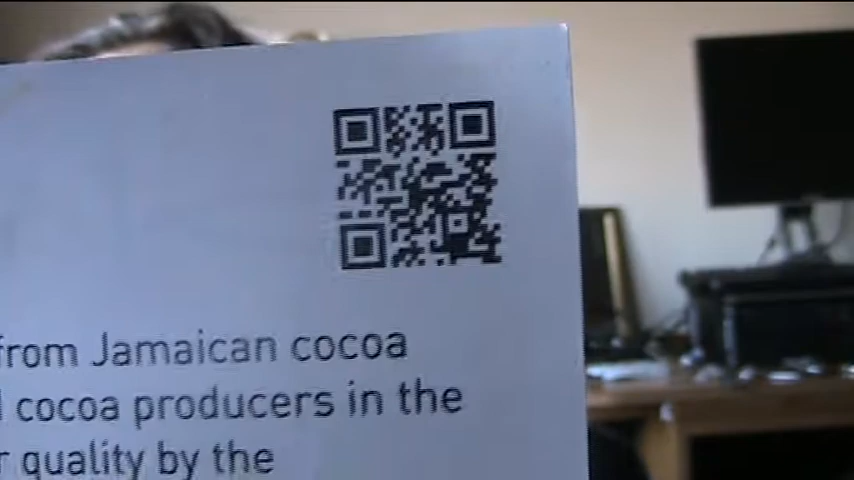 from Jamaican cocoa
cocoa producers in the
quality by the